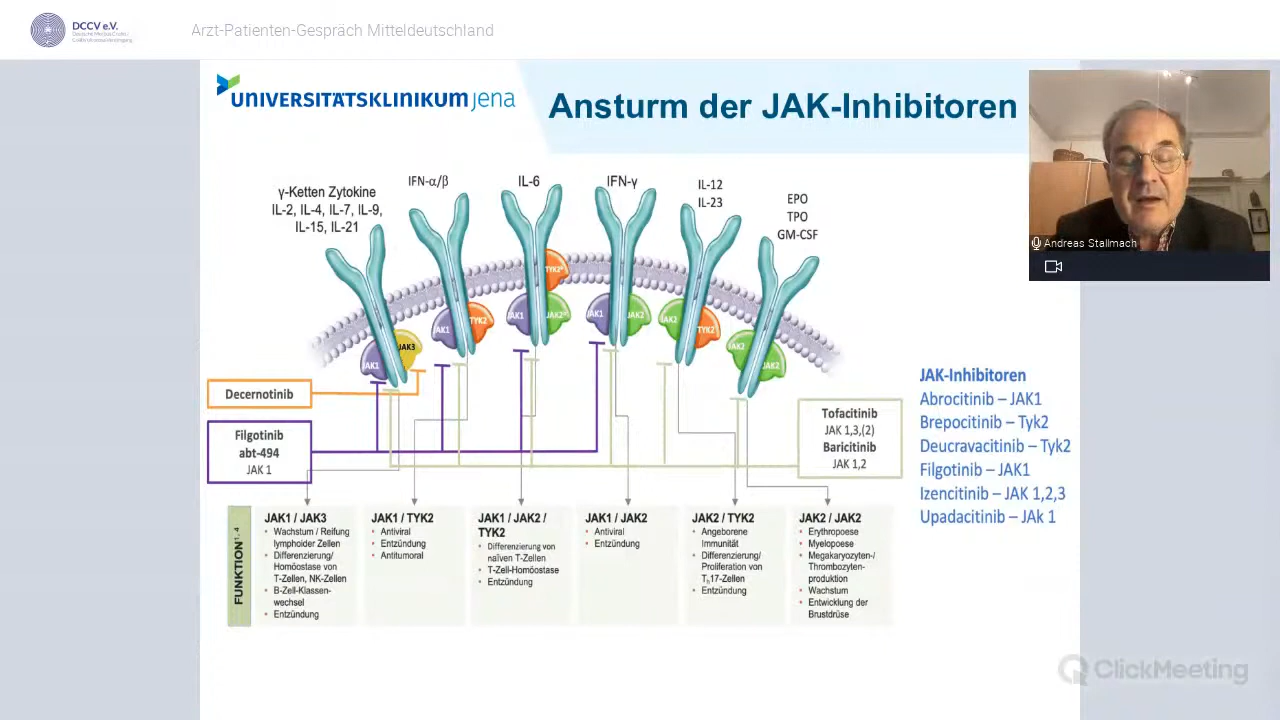 DCCV e.V.
Arzt-Patienten-Gespräch Mitteldeutschland
UNIVERSITÄTSKLINIKUM jena
Ansturm der JAK-Inhibitoren
Andreas Stallmach
γ-Ketten Zytokine
IL-2, IL-4, IL-7, IL-9,
IL-15, IL-21
IFN-α/β
IL-6
IFN-γ
IL-12
IL-23
EPO
TPO
GM-CSF
JAK1
JAK3
JAK1
TYK2
JAK1
JAK2
TYK2
JAK1
JAK2
JAK2
TYK2
JAK2
JAK2
Decernotinib
Filgotinib
abt-494
JAK 1
Tofacitinib
JAK 1,3,(2)
Baricitinib
JAK 1,2
JAK-Inhibitoren
Abrocitinib – JAK1
Brepocitinib – Tyk2
Deucravacitinib – Tyk2
Filgotinib – JAK1
Izencitinib – JAK 1,2,3
Upadacitinib – JAk 1
FUNKTION1, 4
JAK1 / JAK3
• Wachstum / Reifung
lymphoider Zellen
• Differenzierung/
Homöostase von
T-Zellen, NK-Zellen
• B-Zell-Klassen-
wechsel
• Entzündung
JAK1 / TYK2
• Antiviral
• Entzündung
• Antitumoral
JAK1 / JAK2 /
TYK2
• Differenzierung von
naïven T-Zellen
• T-Zell-Homöostase
• Entzündung
JAK1 / JAK2
• Antiviral
• Entzündung
JAK2 / TYK2
• Angeborene
Immunität
• Differenzierung/
Proliferation von
Th17-Zellen
• Entzündung
JAK2 / JAK2
• Erythropoese
• Myelopoese
• Megakaryozyten-/
Thrombozyten-
produktion
• Wachstum
• Entwicklung der
Brustdrüse
ClickMeeting